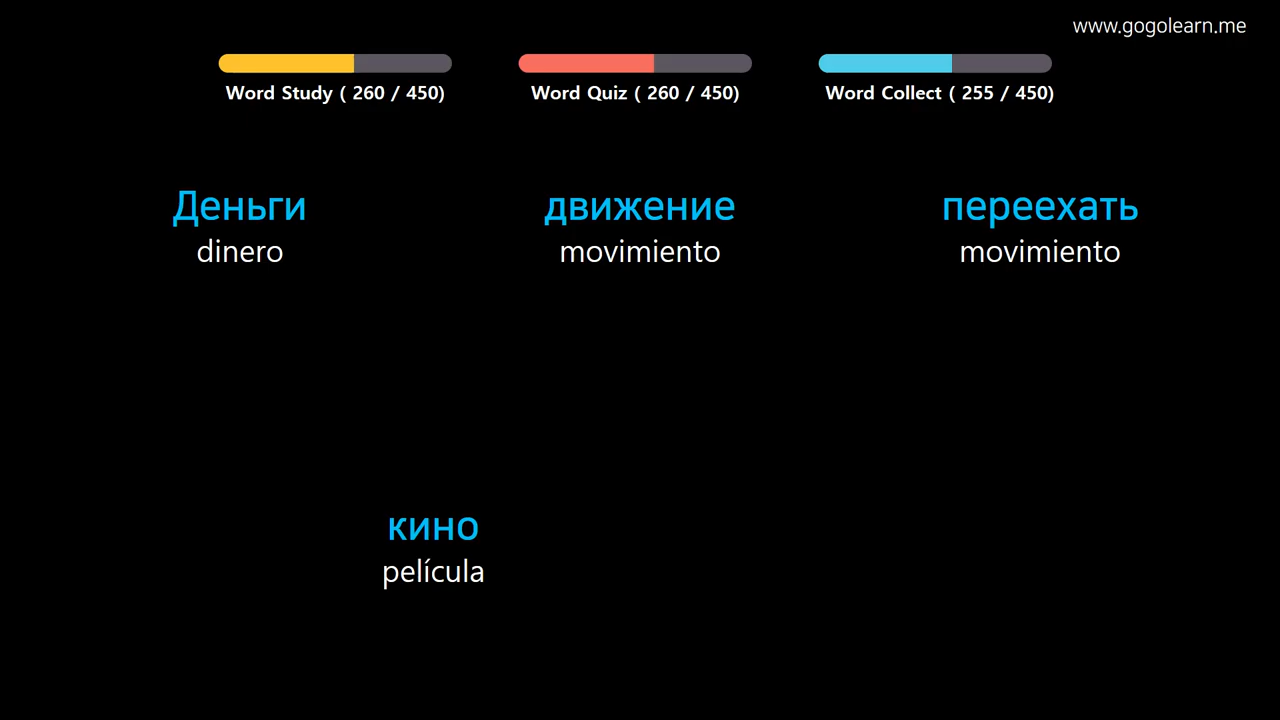 www.gogolearn.me
Word Study ( 260 / 450)
Word Quiz ( 260 / 450)
Word Collect ( 255 / 450)
Деньги
dinero
движение
movimiento
переехать
movimiento
кино
película